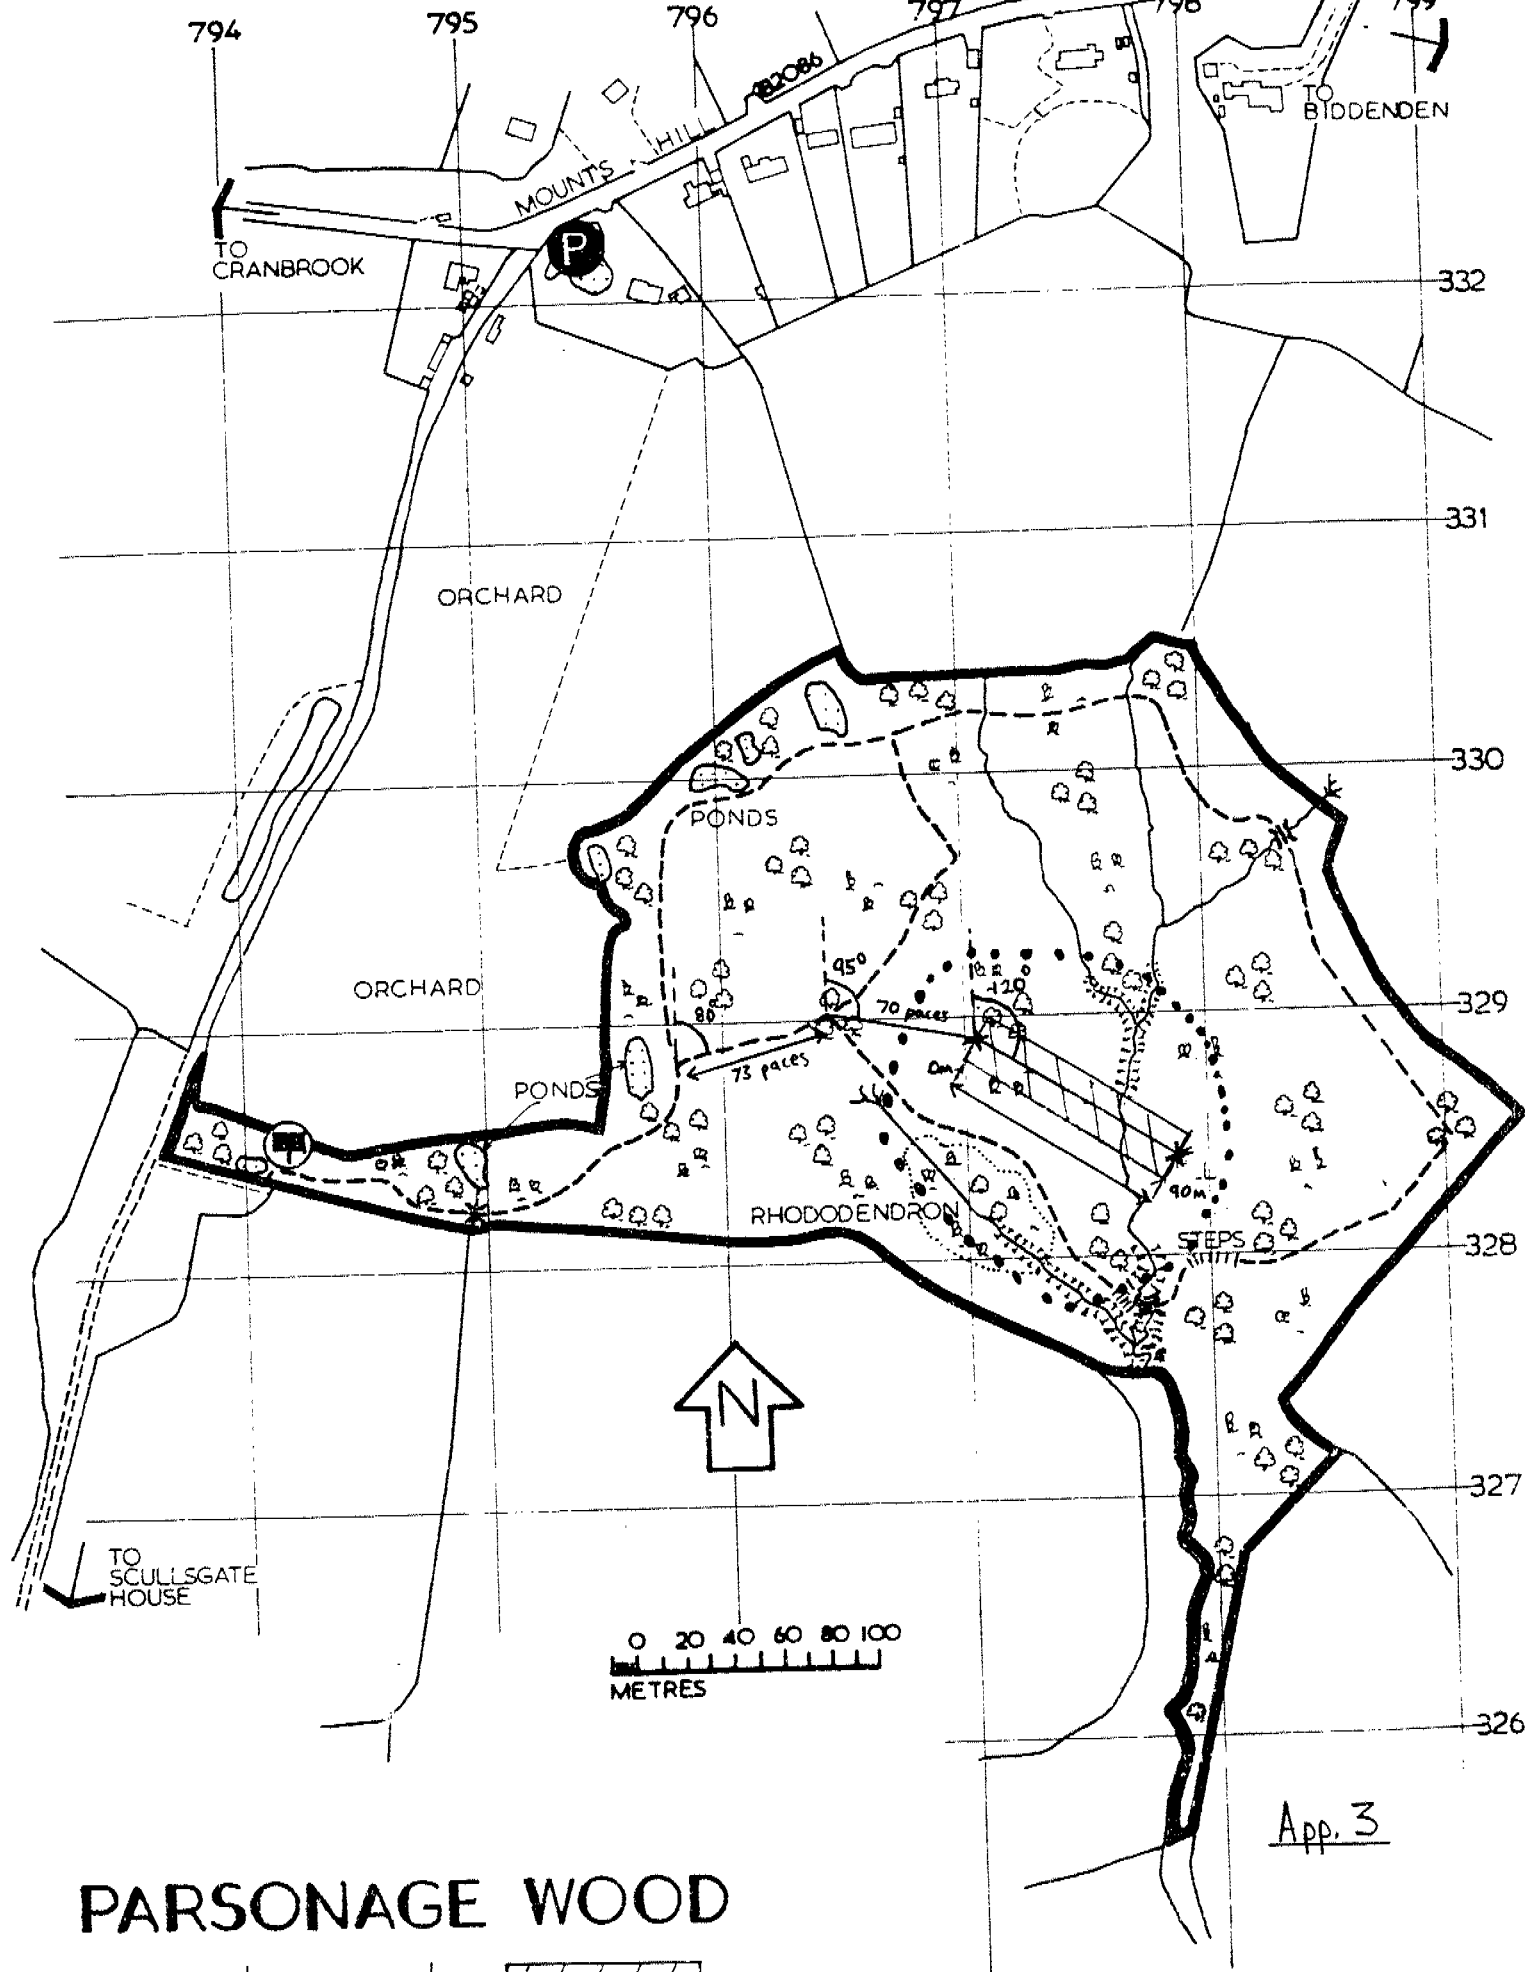 794
795
796
797
798
799
B2086
TO
BIDDENDEN
MOUNTS HILL
P
TO
CRANBROOK
332
331
ORCHARD
330
PONDS
95°
ORCHARD
120
329
80
70 paces
73 paces
0m
PONDS
90m
RHODODENDRON
STEPS
328
N
327
TO
SCULLSGATE
HOUSE
0 20 40 60 80 100
METRES
326
App. 3
PARSONAGE WOOD